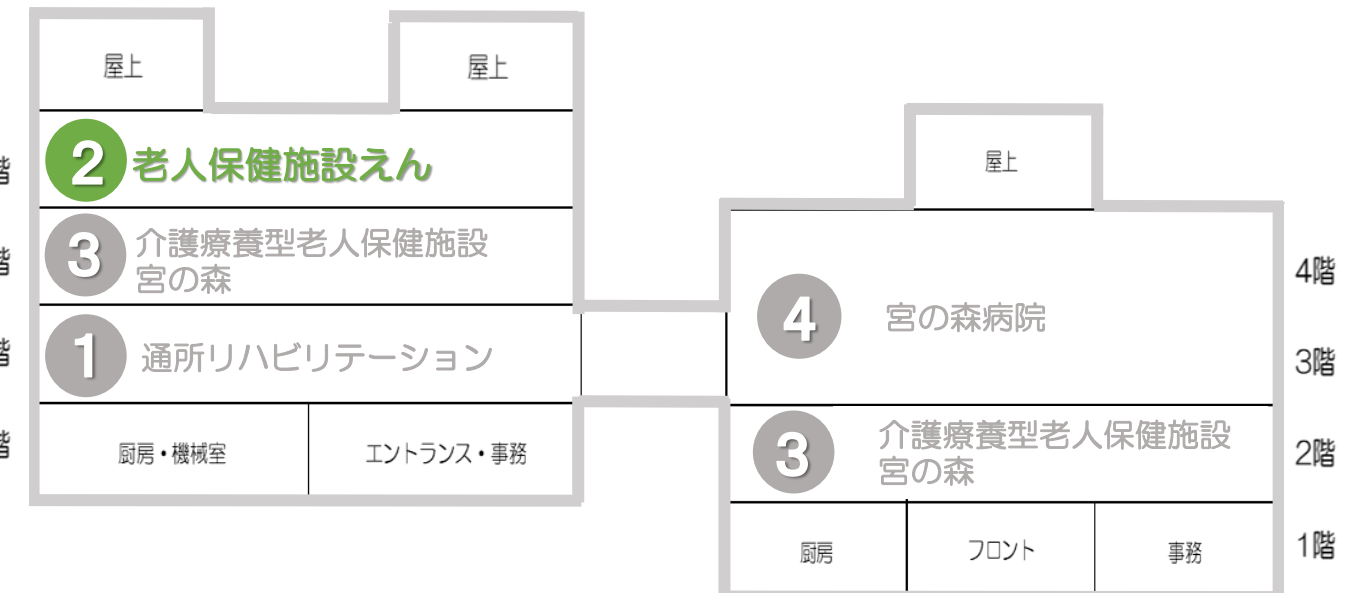 屋上
屋上
② 老人保健施設えん
階
③ 介護療養型老人保健施設
宮の森
階
① 通所リハビリテーション
階
厨房・機械室
エントランス・事務
階
屋上
④ 宮の森病院
4階
3階
③ 介護療養型老人保健施設
宮の森
2階
厨房
フロント
事務
1階